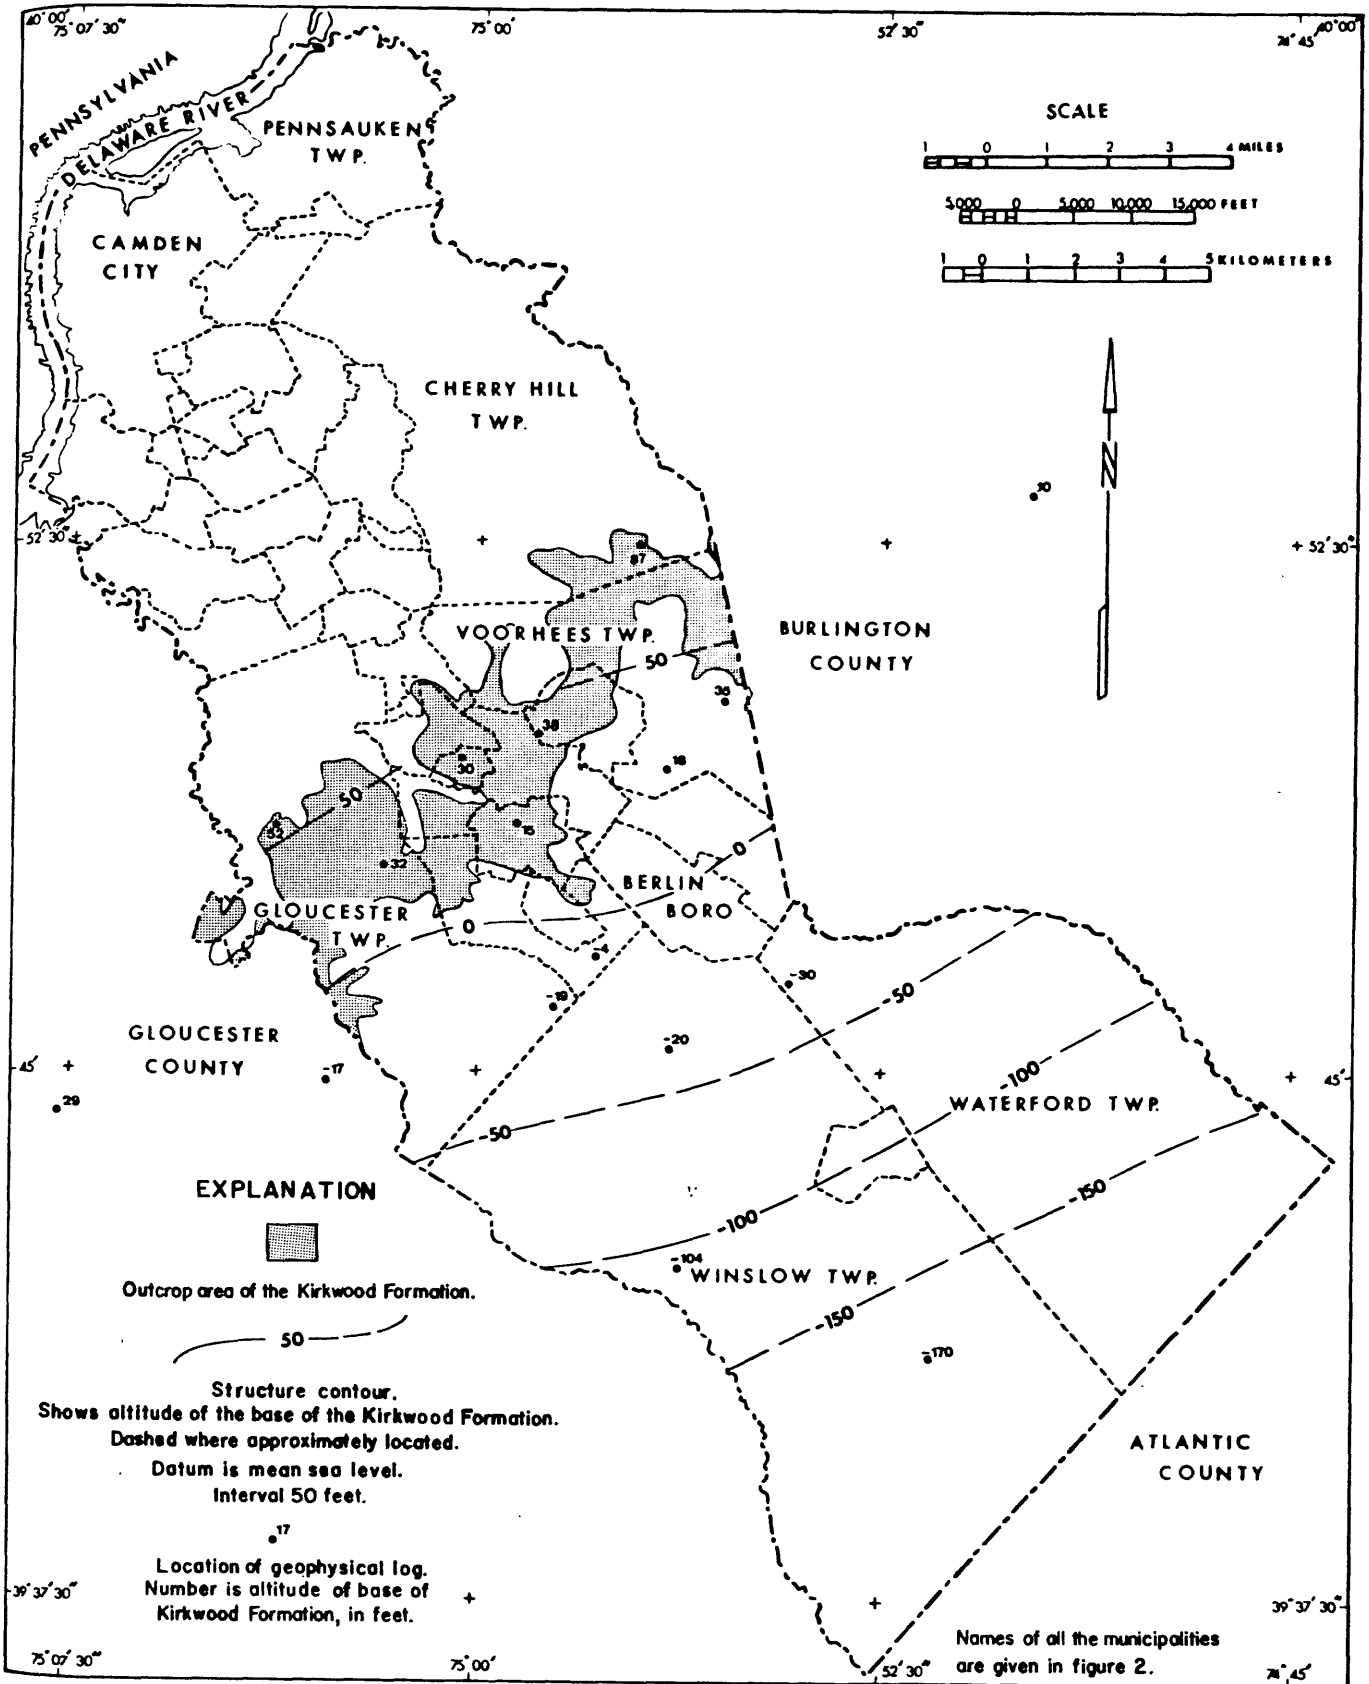 40°00'
75°07'30"
75°00'
52'30"
74°45'
40°00'
PENNSYLVANIA
DELAWARE RIVER
PENNSAUKEN
TWP.
SCALE
1 0 1 2 3 4 MILES
5,000 0 5,000 10,000 15,000 FEET
1 0 1 2 3 4 5 KILOMETERS
CAMDEN
CITY
CHERRY HILL
TWP.
N
10
52'30"
52'30"
87
VOORHEES TWP.
BURLINGTON
COUNTY
50
36
38
30
18
50
52
15
32
0
BERLIN
BORO
GLOUCESTER
TWP.
0
-4
-30
-19
-50
GLOUCESTER
COUNTY
-20
45'
-17
-100
45'
29
WATERFORD TWP.
-50
EXPLANATION
-150
-100
-104
WINSLOW TWP.
Outcrop area of the Kirkwood Formation.
-150
50
-170
Structure contour.
Shows altitude of the base of the Kirkwood Formation.
Dashed where approximately located.
Datum is mean sea level.
Interval 50 feet.
ATLANTIC
COUNTY
17
Location of geophysical log.
Number is altitude of base of
Kirkwood Formation, in feet.
39°37'30"
39°37'30"
Names of all the municipalities
are given in figure 2.
75°07'30"
75°00'
52'30"
74°45'